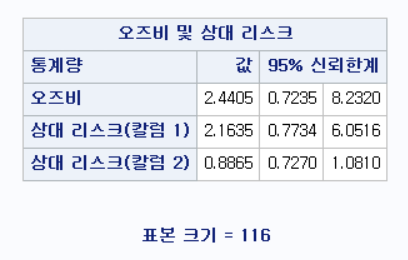 오즈비 및 상대 리스크
통계량 값 95% 신뢰한계
오즈비 2.4405 0.7235 8.2320
상대 리스크(칼럼 1) 2.1635 0.7734 6.0516
상대 리스크(칼럼 2) 0.8865 0.7270 1.0810
표본 크기 = 116